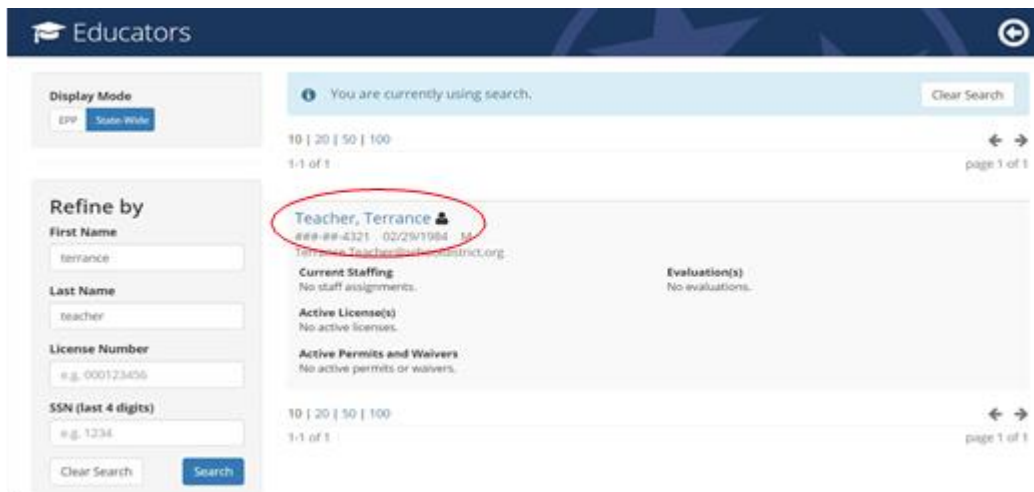 Educators
Display Mode
EPP State-Wide
Refine by
First Name
terrance
Last Name
teacher
License Number
e.g. 000123456
SSN (last 4 digits)
e.g. 1234
Clear Search Search
You are currently using search. Clear Search
10 | 20 | 50 | 100
1-1 of 1 page 1 of 1
Teacher, Terrance
###-##-4321 02/29/1984 M
Terrance.Teacher@schooldistrict.org
Current Staffing
No staff assignments.
Evaluation(s)
No evaluations.
Active License(s)
No active licenses.
Active Permits and Waivers
No active permits or waivers.
10 | 20 | 50 | 100
1-1 of 1 page 1 of 1